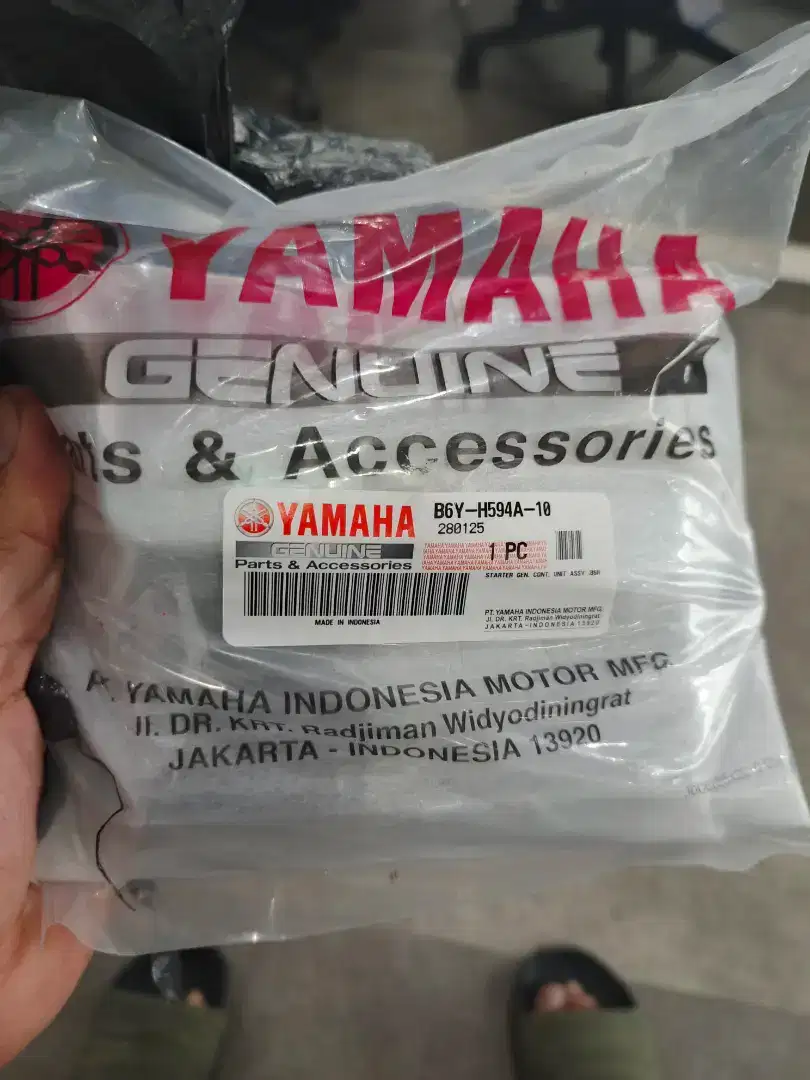 YAMAHA
GENUINE
& Accessories
YAMAHA
GENUINE
Parts & Accessories
B6Y-H594A-10
280125
1 PC
STARTER GEN. CONT. UNIT ASSY
MADE IN INDONESIA
PT. YAMAHA INDONESIA MOTOR MFG.
Jl. DR. KRT. Radjiman Widyodiningrat
JAKARTA - INDONESIA 13920
YAMAHA INDONESIA MOTOR MFG.
Jl. DR. KRT. Radjiman Widyodiningrat
JAKARTA - INDONESIA 13920